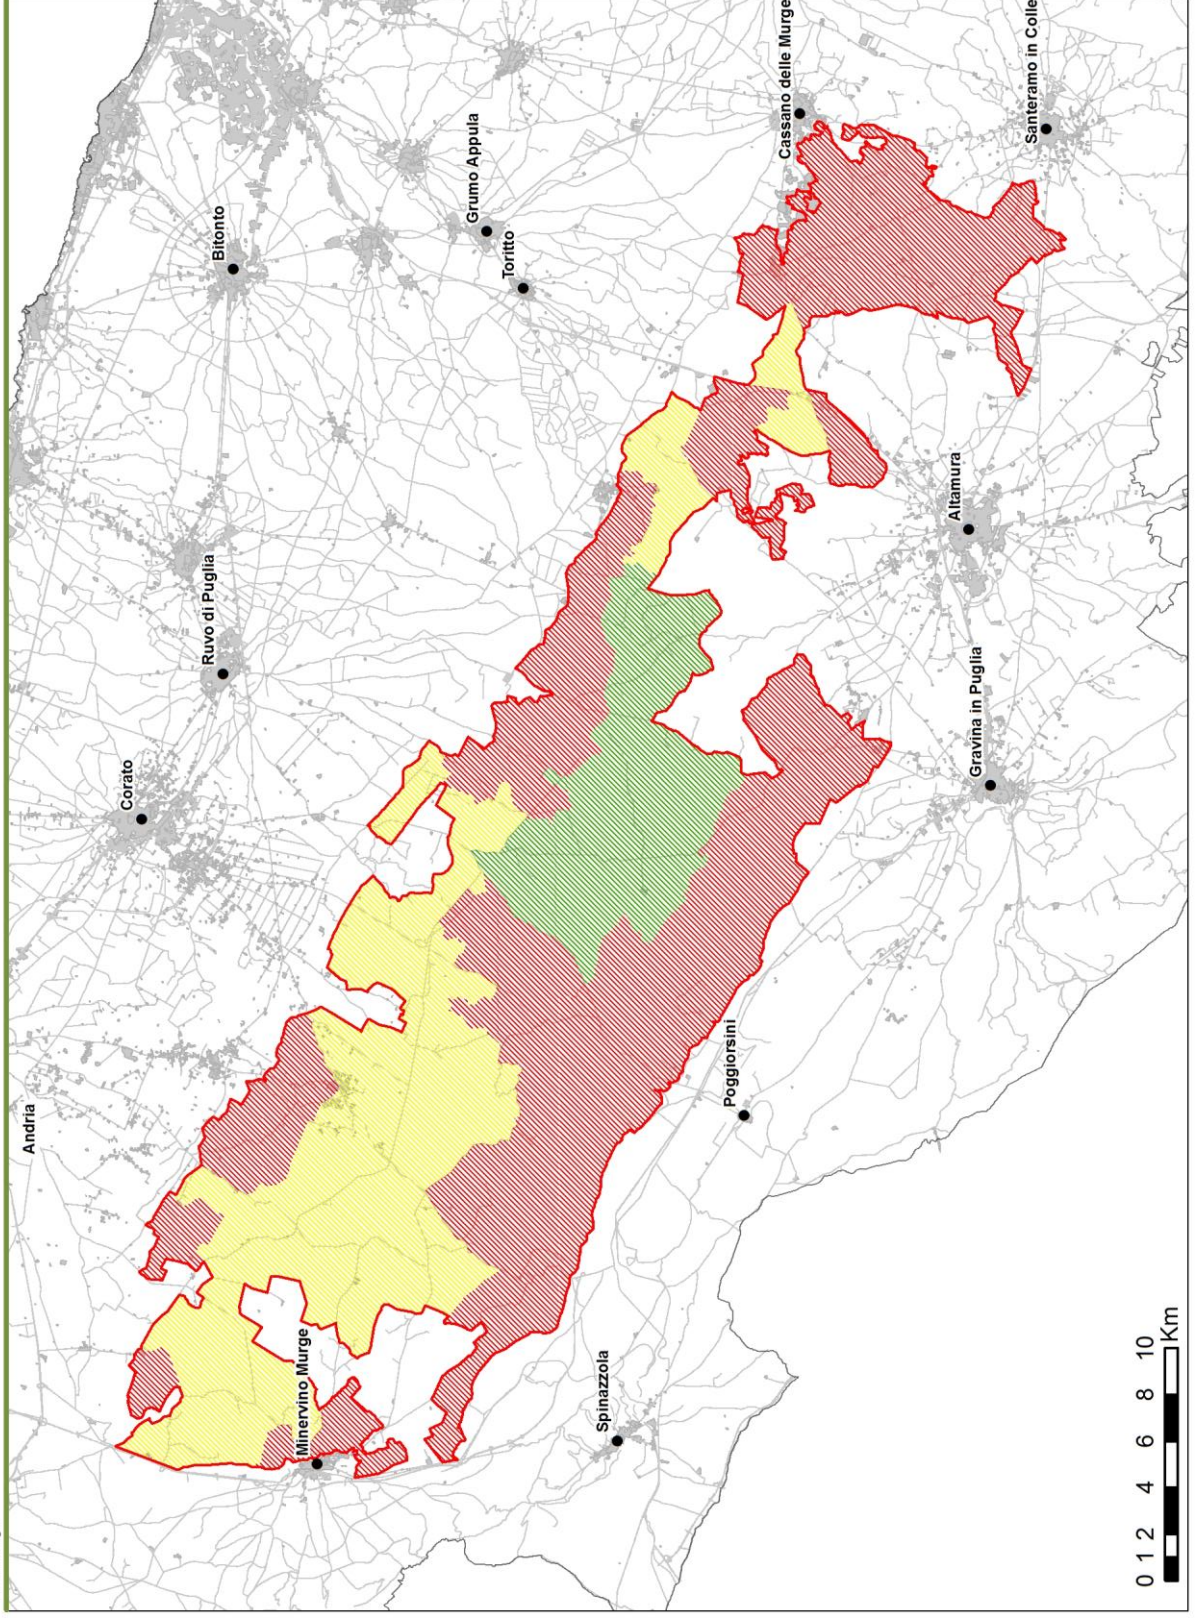 Andria
Corato
Ruvo di Puglia
Bitonto
Minervino Murge
Grumo Appula
Toritto
Cassano delle Murge
Spinazzola
Poggiorsini
Gravina in Puglia
Altamura
Santeramo in Colle
0 1 2 4 6 8 10
Km